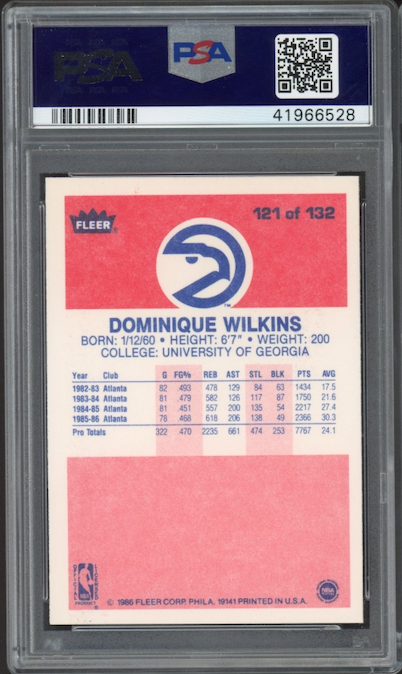 PSA
PSA
41966528
FLEER
121 of 132
DOMINIQUE WILKINS
BORN: 1/12/60 • HEIGHT: 6'7" • WEIGHT: 200
COLLEGE: UNIVERSITY OF GEORGIA
Year Club G FG% REB AST STL BLK PTS AVG
1982-83 Atlanta 82 .493 478 129 84 63 1434 17.5
1983-84 Atlanta 81 .479 582 126 117 87 1750 21.6
1984-85 Atlanta 81 .451 557 200 135 54 2217 27.4
1985-86 Atlanta 78 .468 618 206 138 49 2366 30.3
Pro Totals 322 .470 2235 661 474 253 7767 24.1
© 1986 FLEER CORP. PHILA. 19141 PRINTED IN U.S.A.